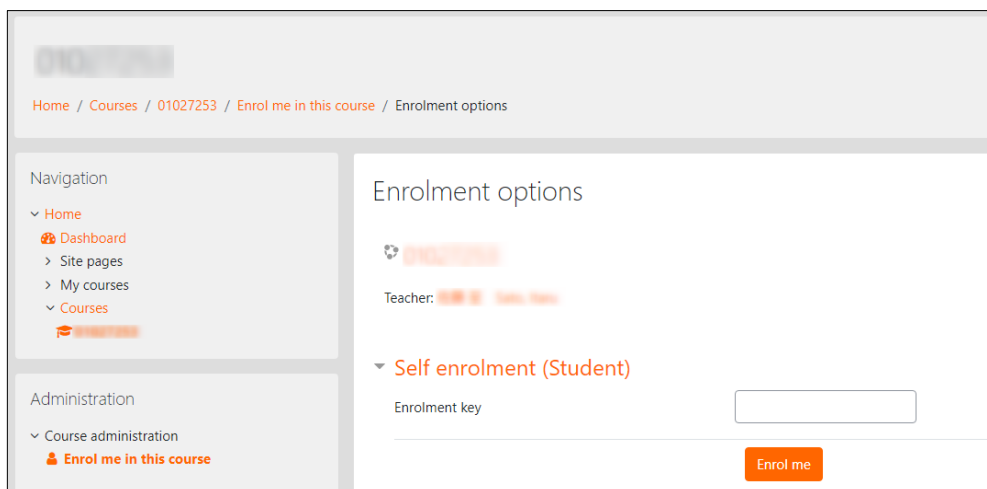 Home / Courses / 01027253 / Enrol me in this course / Enrolment options
Navigation
Home
Dashboard
Site pages
My courses
Courses
Administration
Course administration
Enrol me in this course
Enrolment options
Teacher:
Self enrolment (Student)
Enrolment key
Enrol me